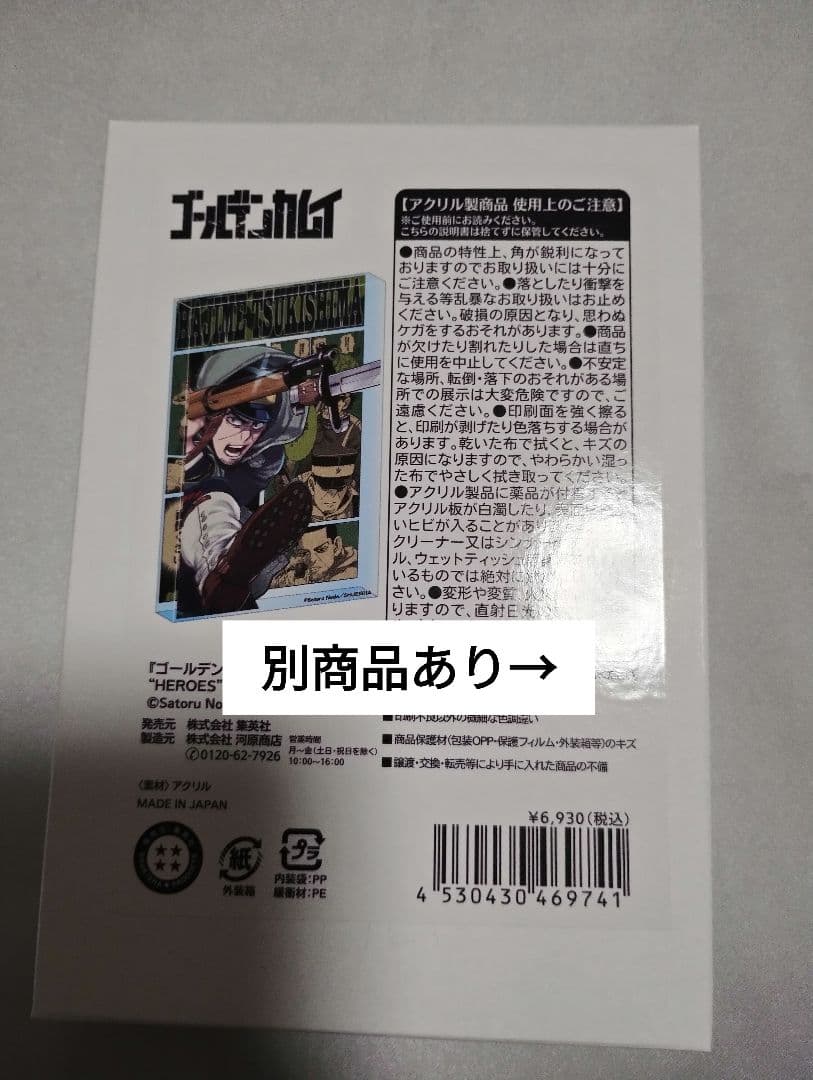 ゴールデンカムイ
HAJIME TSUKISHIMA
©Satoru Noda/SHUEISHA
【アクリル製商品 使用上のご注意】
※ご使用前にお読みください。
こちらの説明書は捨てずに保管してください。
●商品の特性上、角が鋭利になって
おりますのでお取り扱いには十分に
ご注意ください。●落としたり衝撃を
与える等乱暴なお取り扱いはお止め
ください。破損の原因となり、思わぬ
ケガをするおそれがあります。●商品
が欠けたり割れたりした場合は直ち
に使用を中止してください。●不安定
な場所、転倒・落下のおそれがある場
所での展示は大変危険ですので、ご
遠慮ください。●印刷面を強く擦る
と、印刷が剥げたり色落ちする場合が
あります。乾いた布で拭くと、キズの
原因になりますので、やわらかい湿っ
た布でやさしく拭き取ってください。
●アクリル製品に薬品が付
アクリル板が白濁したり、
いヒビが入ることがあり
クリーナー又はシン
ル、ウェットティッシュ
いるものでは絶対に
さい。●変形や変質
りますので、直射日光
別商品あり→
『ゴールデン
“HEROES”
©Satoru No
発売元 株式会社 集英社
製造元 株式会社 河原商店
✆0120-62-7926
営業時間
月～金(土日・祝日を除く)
10:00～16:00
■印刷不良以外の微細な色調違い
■商品保護材(包装OPP・保護フィルム・外装箱等)のキズ
■譲渡・交換・転売等により手に入れた商品の不備
〈素材〉アクリル
MADE IN JAPAN
紙
外装箱
プラ
内装袋:PP
緩衝材:PE
¥6,930(税込)
4 530430 469741